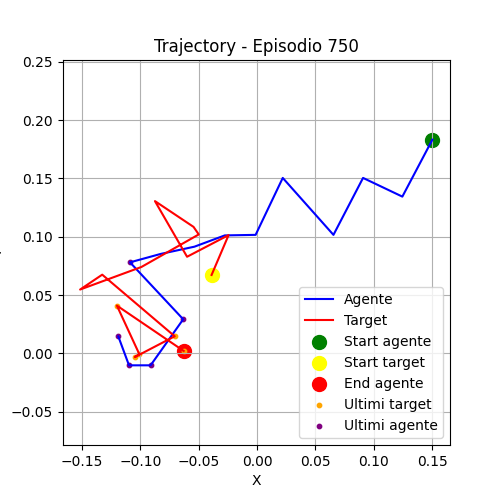 Trajectory - Episodio 750
0.25
0.20
0.15
0.10
0.05
0.00
−0.05
−0.15
−0.10
−0.05
0.00
0.05
0.10
0.15
X
Agente
Target
Start agente
Start target
End agente
Ultimi target
Ultimi agente